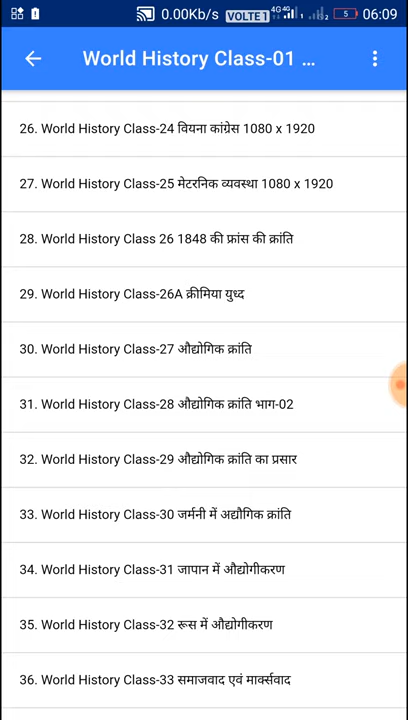 0.00Kb/s VOLTE 1 4G 4G 1 2 5 06:09
World History Class-01 ...
26. World History Class-24 वियना कांग्रेस 1080 x 1920
27. World History Class-25 मेटरनिक व्यवस्था 1080 x 1920
28. World History Class 26 1848 की फ्रांस की क्रांति
29. World History Class-26A क्रीमिया युध्द
30. World History Class-27 औद्योगिक क्रांति
31. World History Class-28 औद्योगिक क्रांति भाग-02
32. World History Class-29 औद्योगिक क्रांति का प्रसार
33. World History Class-30 जर्मनी में अद्यौगिक क्रांति
34. World History Class-31 जापान में औद्योगीकरण
35. World History Class-32 रूस में औद्योगीकरण
36. World History Class-33 समाजवाद एवं मार्क्सवाद